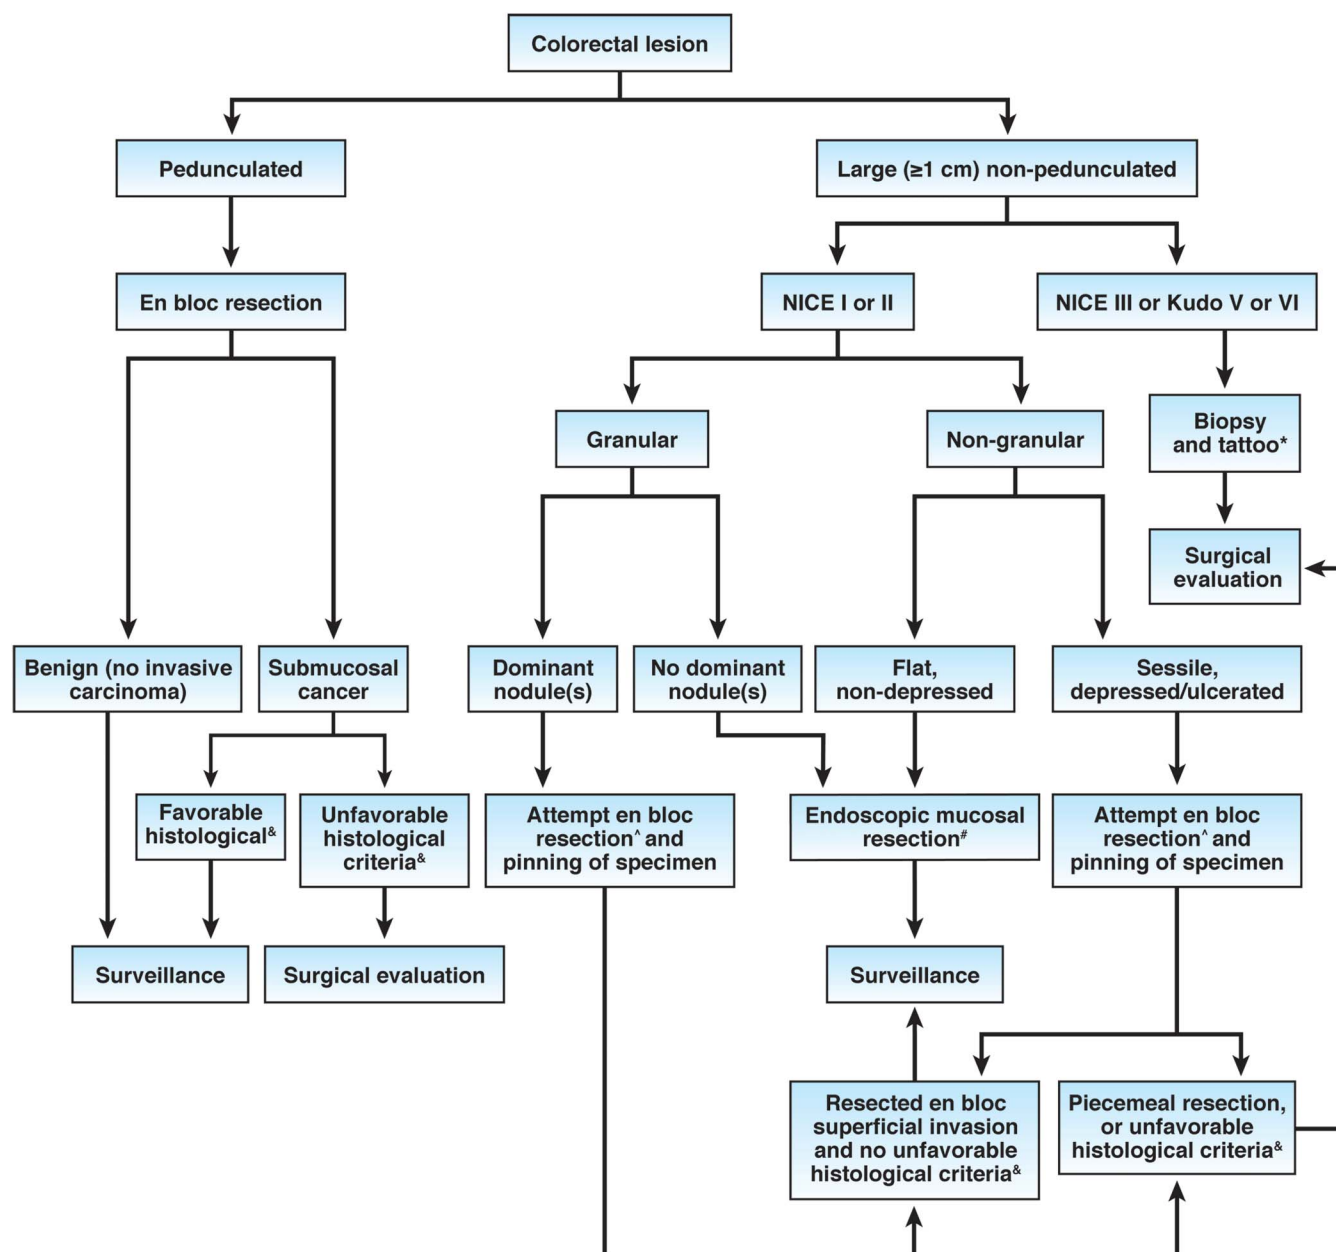 Colorectal lesion
Pedunculated
Large (≥1 cm) non-pedunculated
En bloc resection
NICE I or II
NICE III or Kudo V or VI
Granular
Non-granular
Biopsy
and tattoo*
Surgical
evaluation
Benign (no invasive
carcinoma)
Submucosal
cancer
Dominant
nodule(s)
No dominant
nodule(s)
Flat,
non-depressed
Sessile,
depressed/ulcerated
Favorable
histological&
Unfavorable
histological
criteria&
Attempt en bloc
resection^ and
pinning of specimen
Endoscopic mucosal
resection#
Attempt en bloc
resection^ and
pinning of specimen
Surveillance
Surgical evaluation
Surveillance
Resected en bloc
superficial invasion
and no unfavorable
histological criteria&
Piecemeal resection,
or unfavorable
histological criteria&